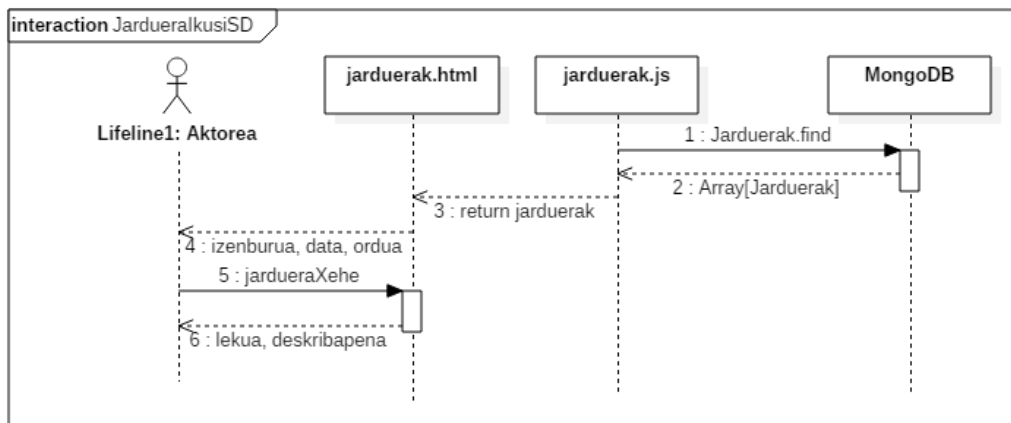 interaction JardueraIkusiSD
jarduerak.html
jarduerak.js
MongoDB
Lifeline1: Aktorea
1 : Jarduerak.find
2 : Array[Jarduerak]
3 : return jarduerak
4 : izenburua, data, ordua
5 : jardueraXehe
6 : lekua, deskribapena